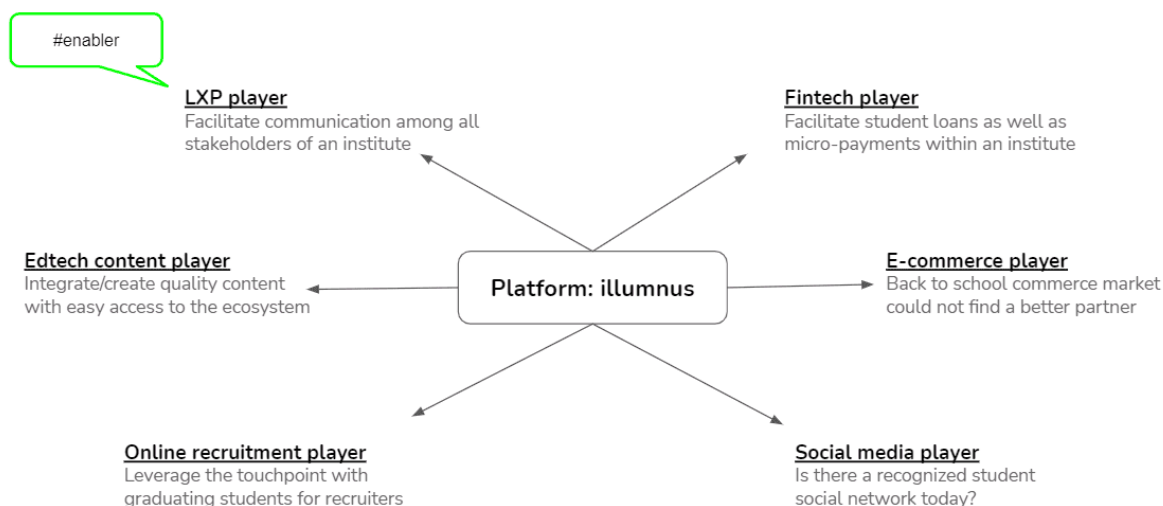 #enabler
LXP player
Facilitate communication among all
stakeholders of an institute
Fintech player
Facilitate student loans as well as
micro-payments within an institute
Edtech content player
Integrate/create quality content
with easy access to the ecosystem
Platform: illumnus
E-commerce player
Back to school commerce market
could not find a better partner
Online recruitment player
Leverage the touchpoint with
graduating students for recruiters
Social media player
Is there a recognized student
social network today?